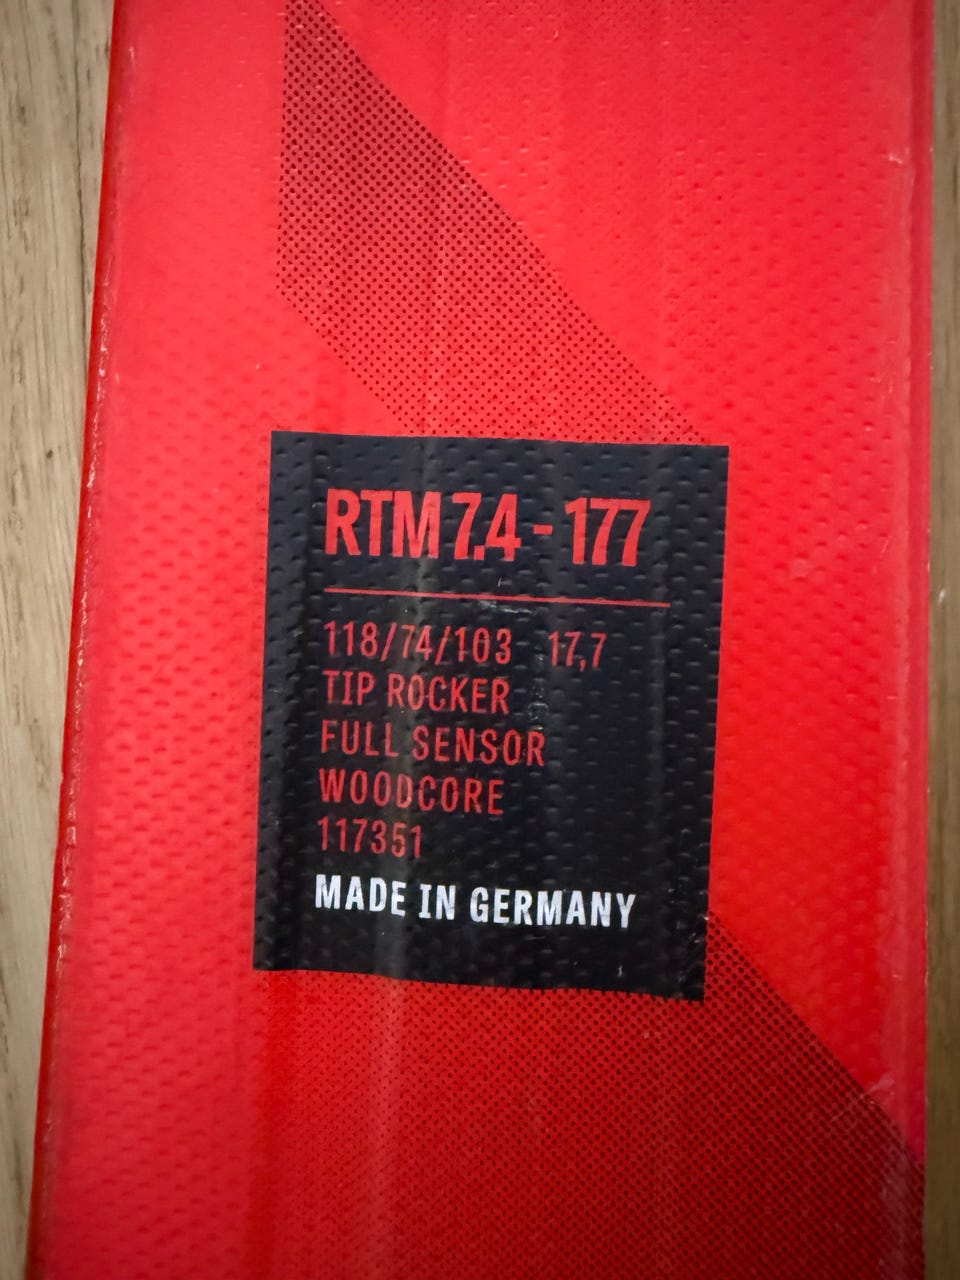 RTM 7.4 - 177
118/74/103 17,7
TIP ROCKER
FULL SENSOR
WOODCORE
117351
MADE IN GERMANY